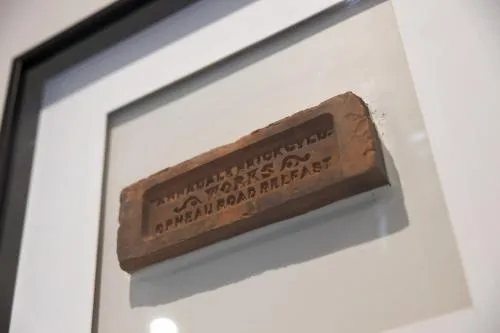 ANNADALE BRICK Co LTD.
WORKS
ORMEAU ROAD BELFAST